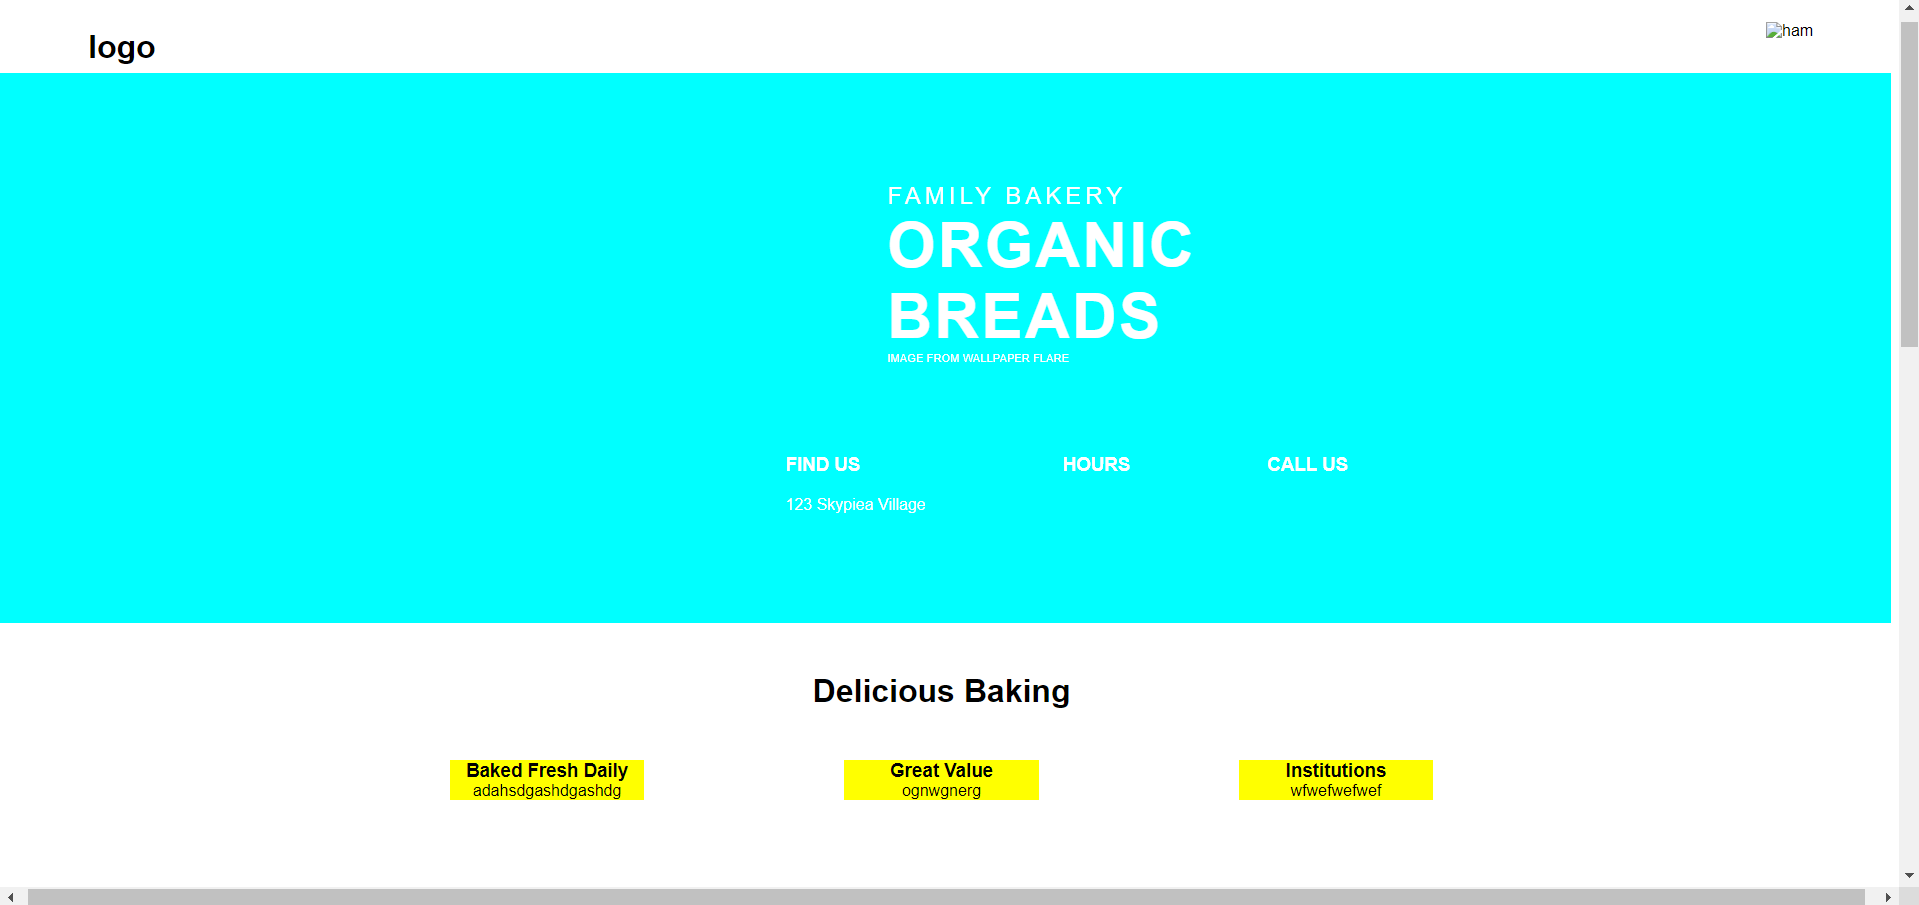 logo
ham
FAMILY BAKERY
ORGANIC
BREADS
IMAGE FROM WALLPAPER FLARE
FIND US
HOURS
CALL US
123 Skypiea Village
Delicious Baking
Baked Fresh Daily
adahsdgashdgashdg
Great Value
ognwgnerg
Institutions
wfwefwefwef